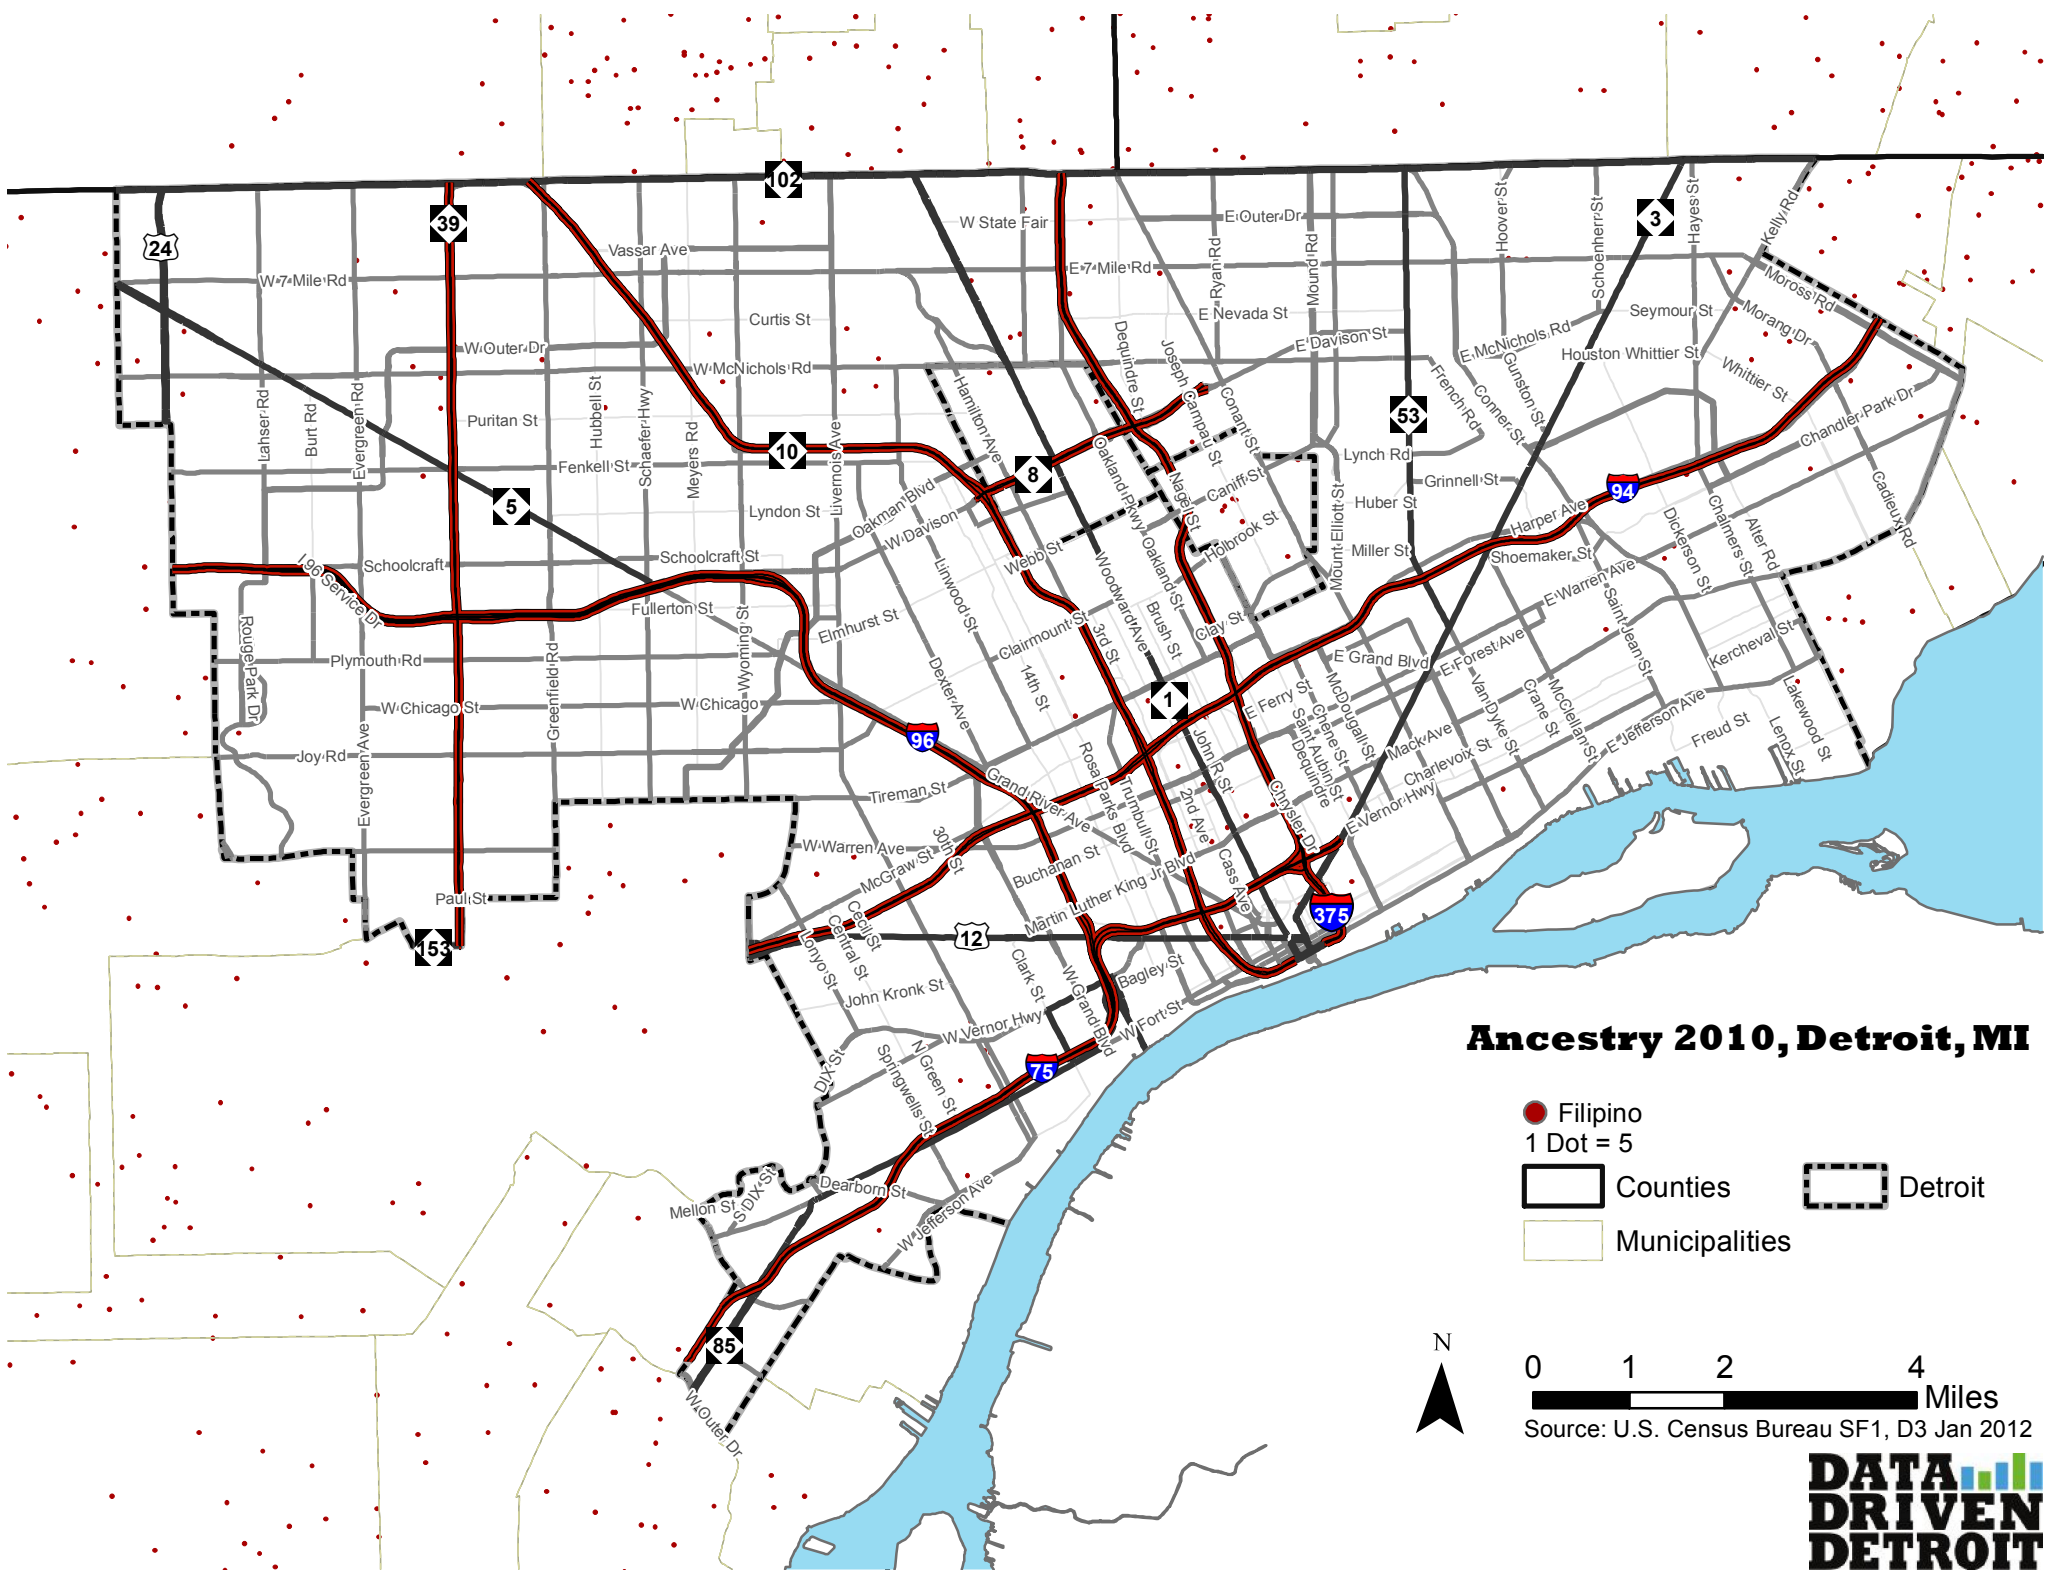 102
39
24
3
W State Fair
E Outer Dr
Hoover St
Schoenherr St
Hayes St
Kelly Rd
Vassar Ave
W 7 Mile Rd
E 7 Mile Rd
Ryan Rd
Mound Rd
Moross Rd
Curtis St
E Nevada St
Seymour St
Morang Dr
W Outer Dr
Dequindre St
Joseph Campau St
E Davison St
E McNichols Rd
Houston Whittier St
W McNichols Rd
Whittier St
Lahser Rd
Burt Rd
Evergreen Rd
Puritan St
Hubbell St
Schaefer Hwy
Meyers Rd
Livernois Ave
Hamilton Ave
Conant St
French Rd
Conner St
Gunston St
53
Chandler Park Dr
10
8
Fenkell St
Oakland Pkwy
Nagel St
Caniff St
Lynch Rd
Grinnell St
94
5
Lyndon St
Oakman Blvd
W Davison
Huber St
Harper Ave
Cadieux Rd
Holbrook St
Mount Elliott St
Miller St
Shoemaker St
Dickerson St
Chalmers St
Alter Rd
I 96 Service Dr
Schoolcraft
Schoolcraft St
Webb St
Woodward Ave
Oakland St
E Warren Ave
Fullerton St
Linwood St
Elmhurst St
Clairmount St
Brush St
Clay St
Saint Jean St
Rouge Park Dr
Plymouth Rd
Greenfield Rd
Wyoming St
Dexter Ave
14th St
3rd St
E Grand Blvd
E Forest Ave
Kercheval St
W Chicago St
W Chicago
1
E Ferry St
McDougall St
Chene St
Saint Aubin St
Dequindre
Van Dyke St
Crane St
McClellan St
E Jefferson Ave
Freud St
Lakewood St
Lenox St
96
Joy Rd
Evergreen Ave
Mack Ave
Charlevoix St
Tireman St
Grand River Ave
Rosa Parks Blvd
Trumbull St
2nd Ave
John R St
Chrysler Dr
E Vernor Hwy
W Warren Ave
McGraw St
30th St
Buchanan St
Martin Luther King Jr Blvd
Cass Ave
Paul St
153
375
12
Lonyo St
Central St
Cecil St
Clark St
W Grand Blvd
Bagley St
John Kronk St
W Vernor Hwy
W Fort St
DIX St
Springwells St
N Green St
75
Dearborn St
Mellon St
S DIX St
W Jefferson Ave
85
W Outer Dr
Ancestry 2010, Detroit, MI
Filipino
1 Dot = 5
Counties
Detroit
Municipalities
N
0 1 2 4
Miles
Source: U.S. Census Bureau SF1, D3 Jan 2012
DATA
DRIVEN
DETROIT